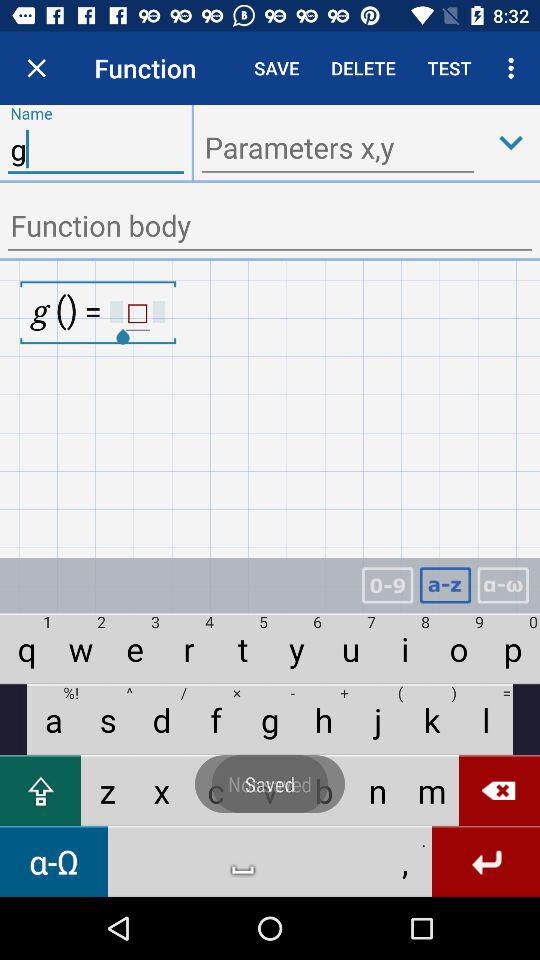 8:32
Function SAVE DELETE TEST
Name
g
Parameters x,y
Function body
g () =
0-9 a-z α-ω
1 2 3 4 5 6 7 8 9 0
q w e r t y u i o p
%! ^ / × - + ( ) =
a s d f g h j k l
z x c v b n m
Saved
α-Ω , .